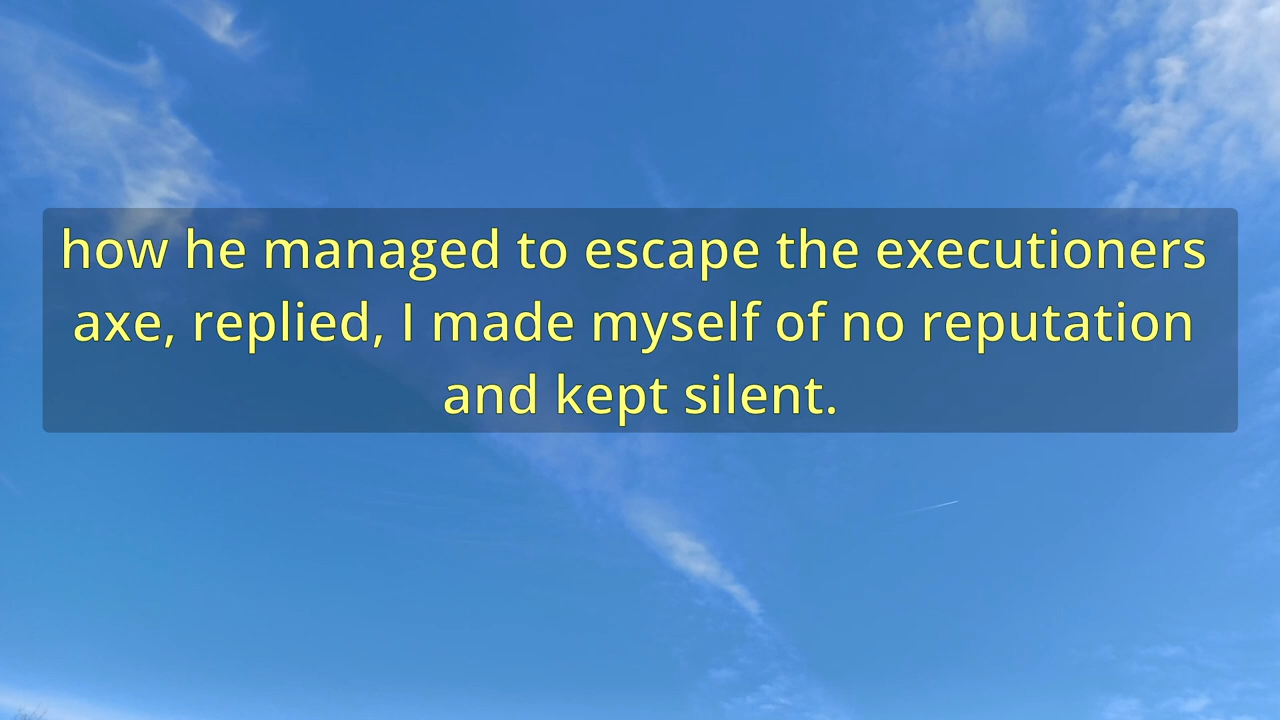 how he managed to escape the executioners
axe, replied, I made myself of no reputation
and kept silent.